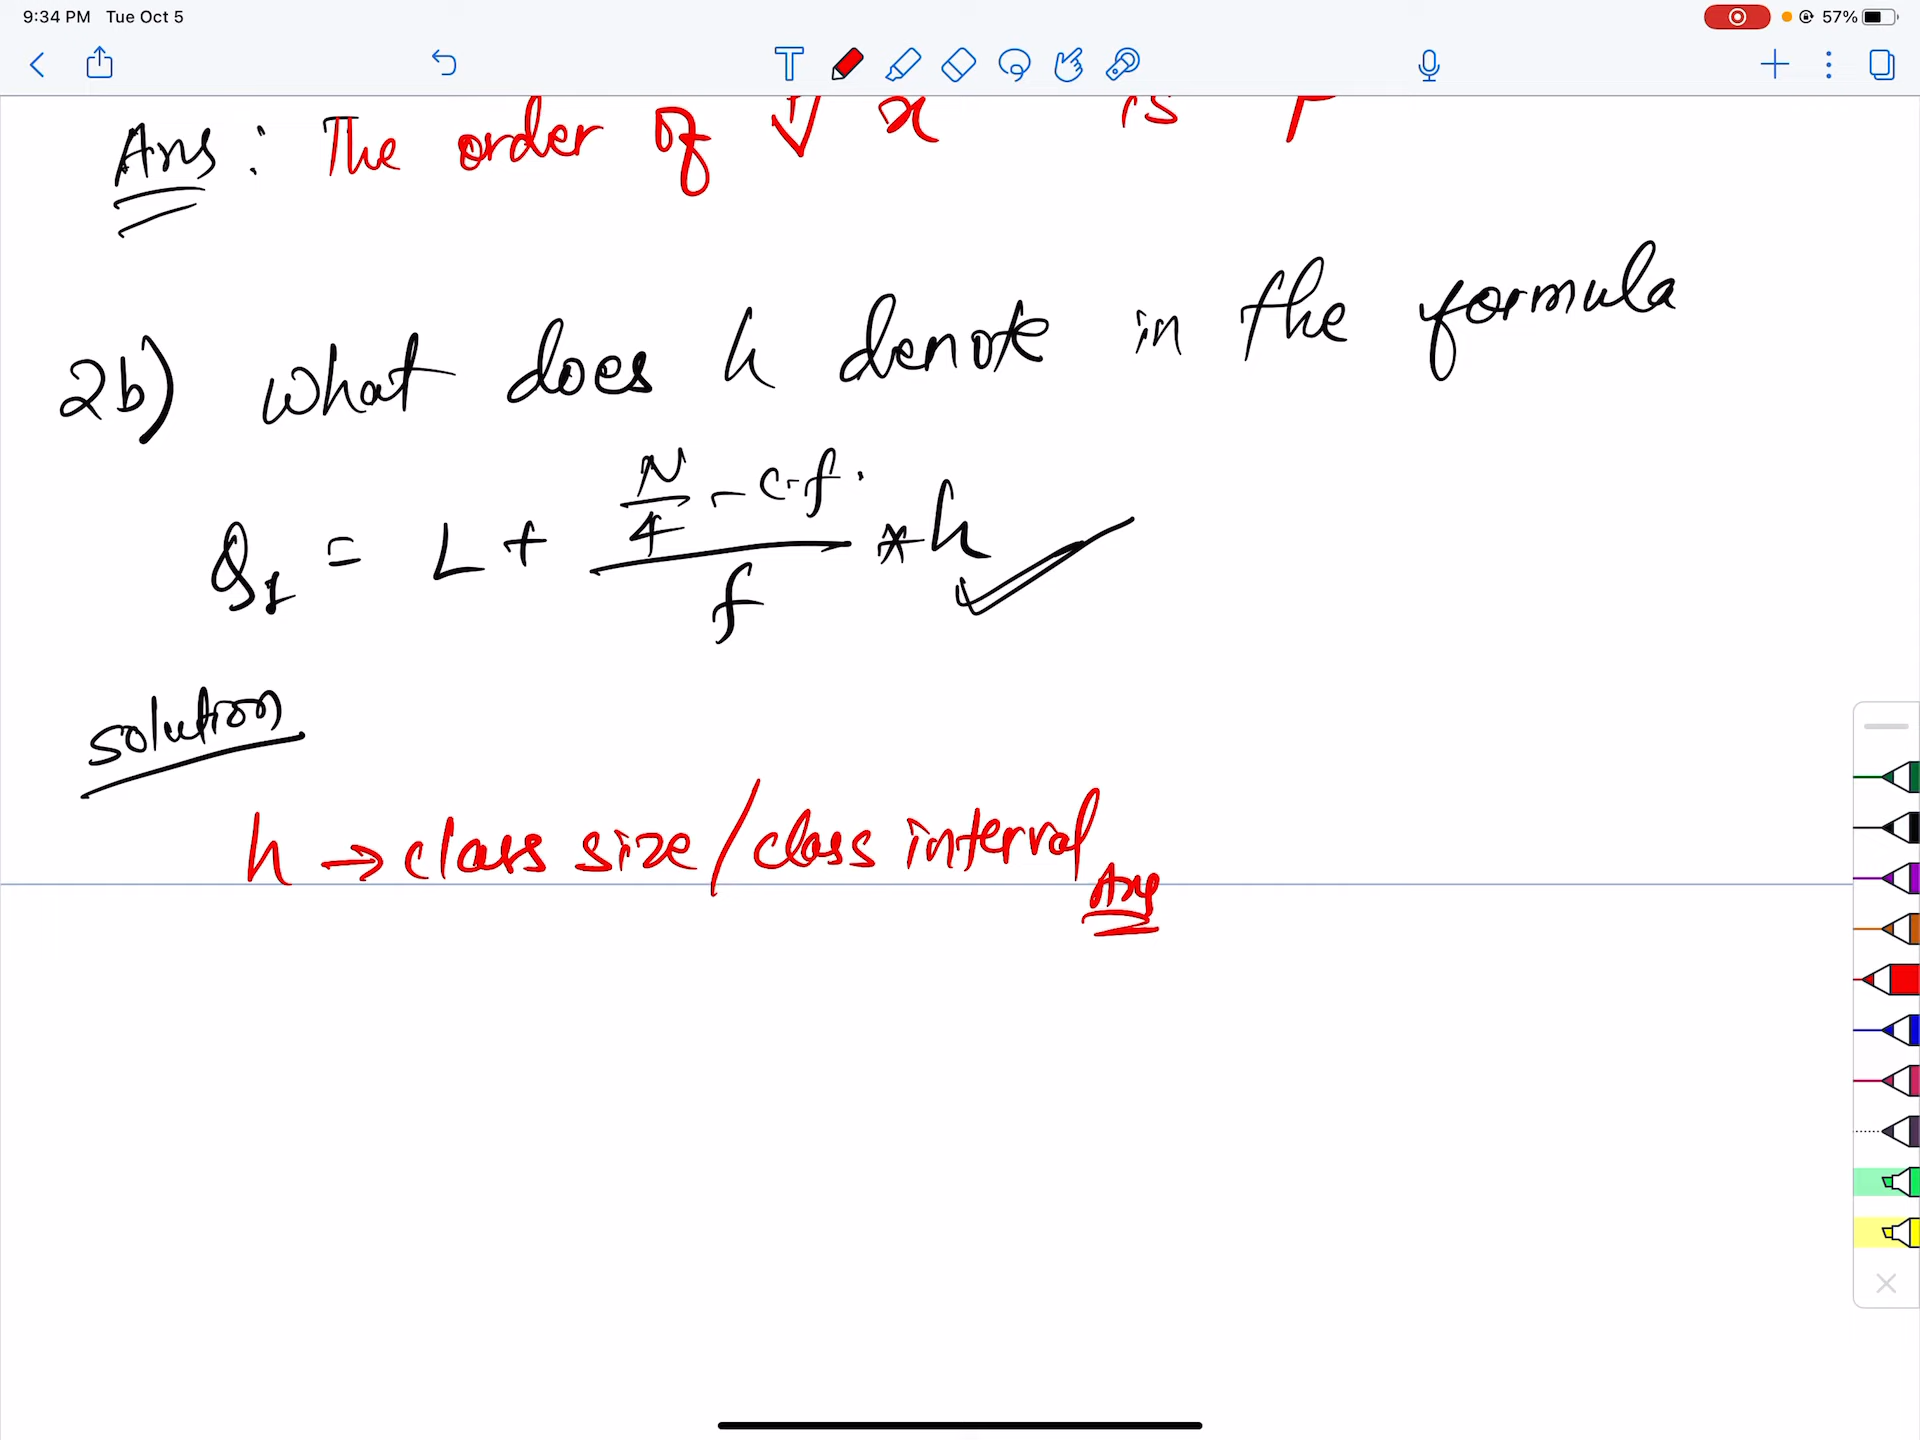 9:34 PM Tue Oct 5
57%
Ans: The order of √x is
2b) what does h denote in the formula
Q₁ = L + (N/4 - c.f.)/f * h
solution
h → class size/class interval
Ans